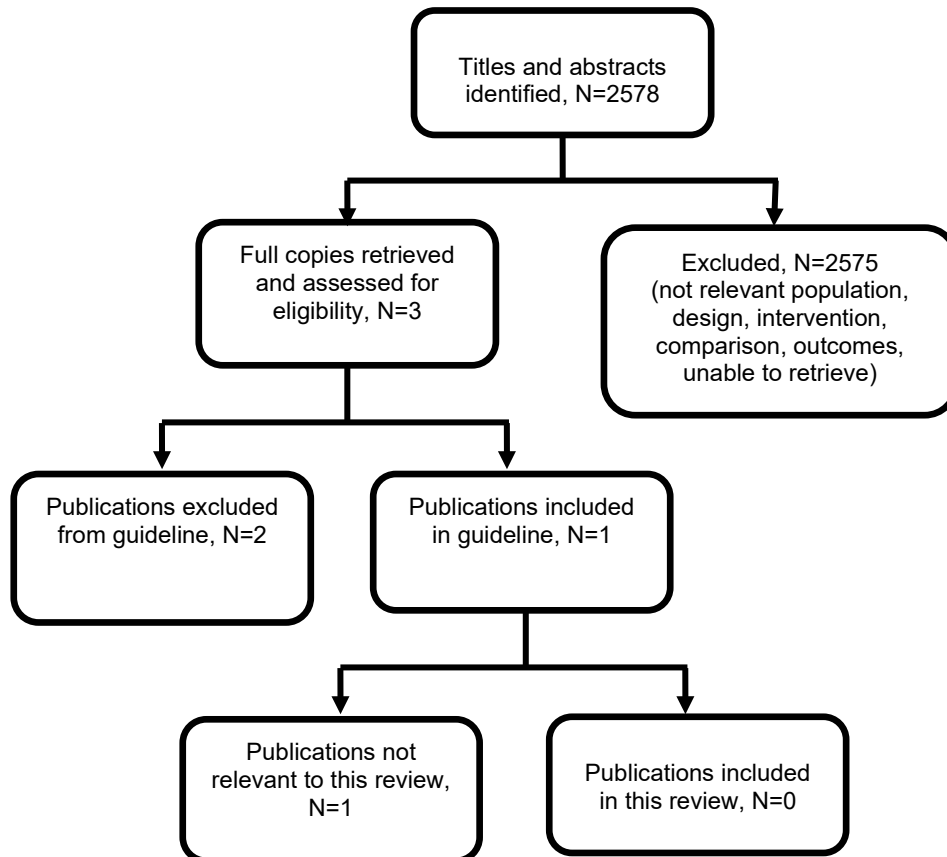 Titles and abstracts
identified, N=2578
Full copies retrieved
and assessed for
eligibility, N=3
Excluded, N=2575
(not relevant population,
design, intervention,
comparison, outcomes,
unable to retrieve)
Publications excluded
from guideline, N=2
Publications included
in guideline, N=1
Publications not
relevant to this review,
N=1
Publications included
in this review, N=0